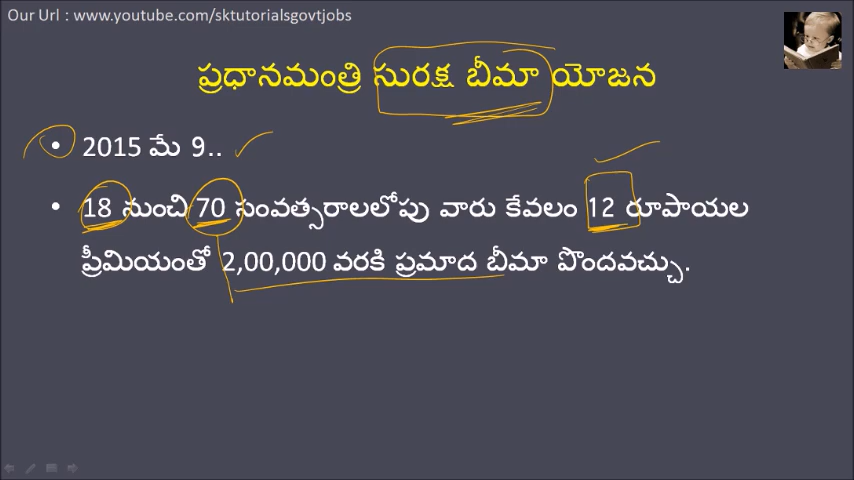 Our Url : www.youtube.com/sktutorialsgovtjobs
ప్రధానమంత్రి సురక్ష బీమా యోజన
• 2015 మే 9..
• 18 నుంచి 70 సంవత్సరాలలోపు వారు కేవలం 12 రూపాయల
ప్రీమియంతో 2,00,000 వరకి ప్రమాద బీమా పొందవచ్చు.